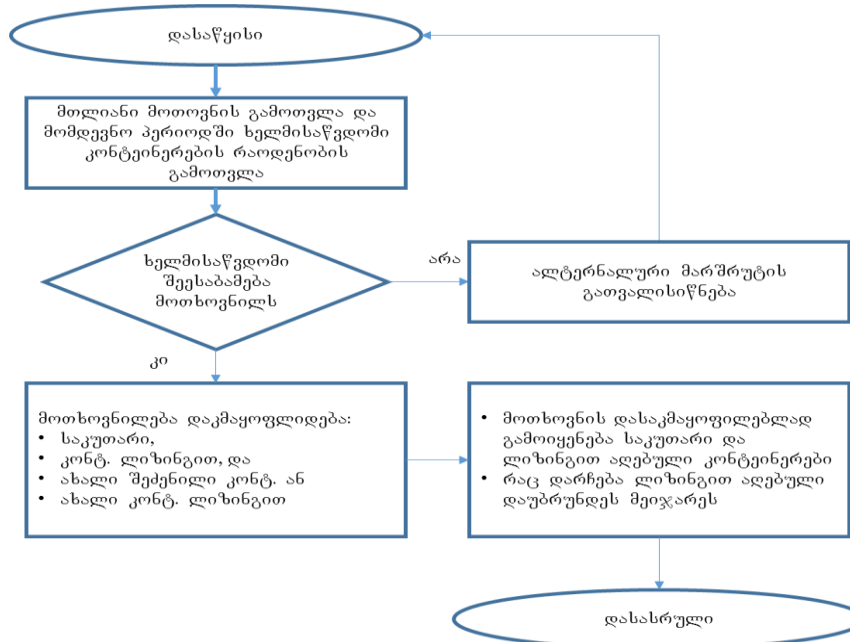 დასაწყისი
მთლიანი მოთოვნის გამოთვლა და
მომდევნო პერიოდში ხელმისაწვდომი
კონტეინერების რაოდენობის
გამოთვლა
ხელმისაწვდომი
შეესაბამება
მოთხოვნილს
არა
ალტერნალური მარშრუტის
გათვალისიწნება
კი
მოთხოვნილება დაკმაყოფლიდება:
• საკუთარი,
• კონტ. ლიზინგით, და
• ახალი შეძენილი კონტ. ან
• ახალი კონტ. ლიზინგით
• მოთხოვნის დასაკმაყოფილებლად
გამოიყენება საკუთარი და
ლიზინგით აღებული კონტეინერები
• რაც დარჩება ლიზინგით აღებული
დაუბრუნდეს მეიჯარეს
დასასრული